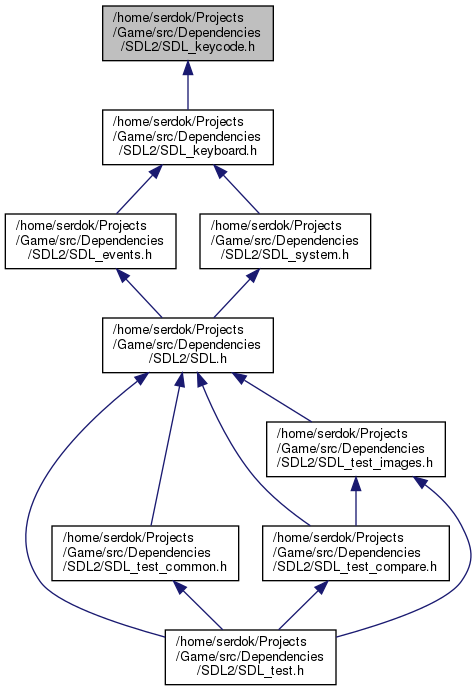 /home/serdok/Projects
/Game/src/Dependencies
/SDL2/SDL_keycode.h
/home/serdok/Projects
/Game/src/Dependencies
/SDL2/SDL_keyboard.h
/home/serdok/Projects
/Game/src/Dependencies
/SDL2/SDL_events.h
/home/serdok/Projects
/Game/src/Dependencies
/SDL2/SDL_system.h
/home/serdok/Projects
/Game/src/Dependencies
/SDL2/SDL.h
/home/serdok/Projects
/Game/src/Dependencies
/SDL2/SDL_test_images.h
/home/serdok/Projects
/Game/src/Dependencies
/SDL2/SDL_test_common.h
/home/serdok/Projects
/Game/src/Dependencies
/SDL2/SDL_test_compare.h
/home/serdok/Projects
/Game/src/Dependencies
/SDL2/SDL_test.h